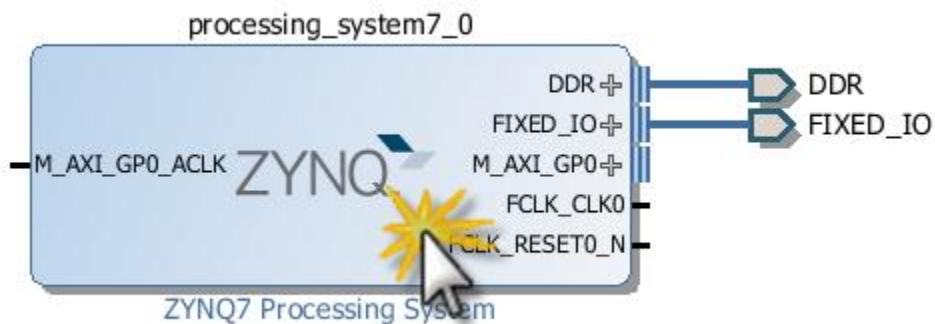 processing_system7_0
DDR
FIXED_IO
M_AXI_GP0
FCLK_CLK0
FCLK_RESET0_N
M_AXI_GP0_ACLK
ZYNQ
DDR
FIXED_IO
ZYNQ7 Processing System